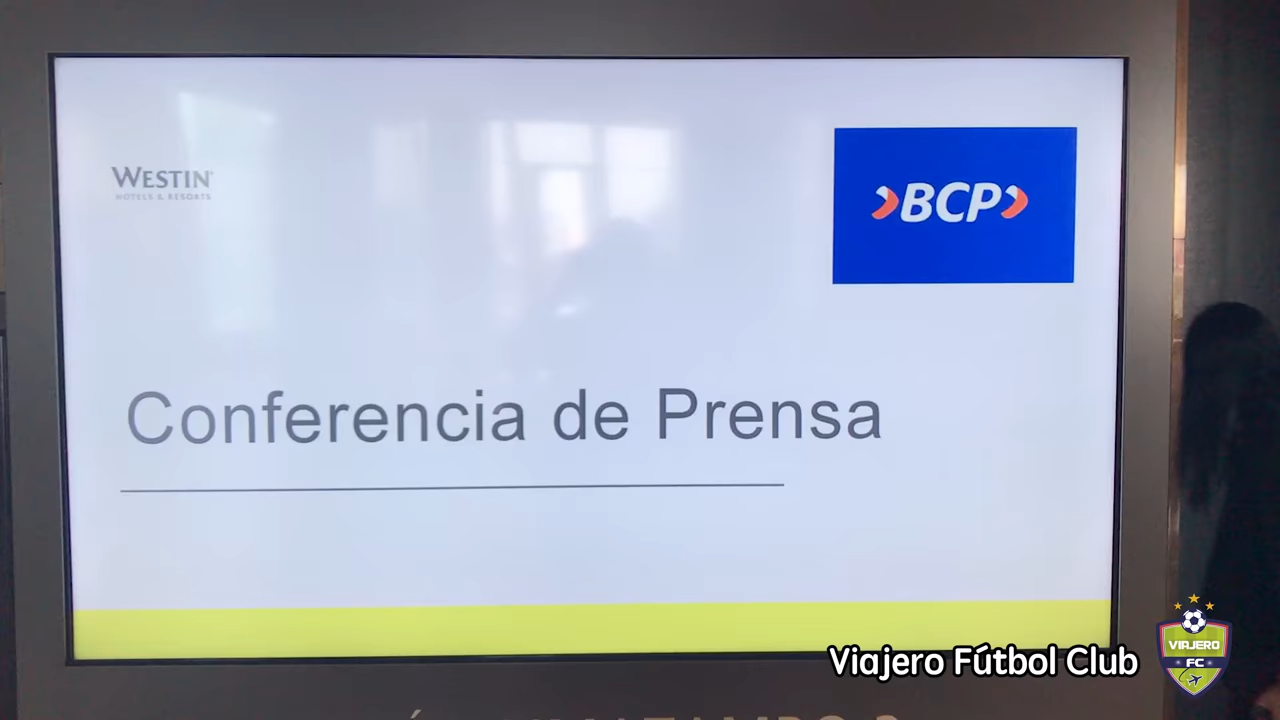 WESTIN
HOTELS & RESORTS
BCP
Conferencia de Prensa
Viajero Fútbol Club
VIAJERO
FC